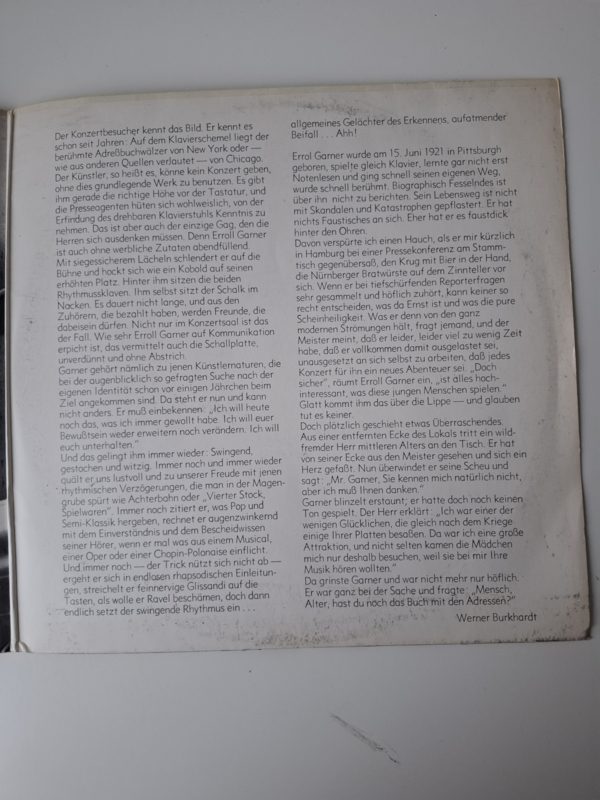 Der Konzertbesucher kennt das Bild. Er kennt es
schon seit Jahren: Auf dem Klavierschemel liegt der
berühmte Adreßbuchwälzer von New York oder —
wie aus anderen Quellen verlautet — von Chicago.
Der Künstler, so heißt es, könne kein Konzert geben,
ohne dies grundlegende Werk zu benutzen. Es gibt
ihm gerade die richtige Höhe vor der Tastatur, und
die Presseagenten hüten sich wohlweislich, von der
Erfindung des drehbaren Klavierstuhls Kenntnis zu
nehmen. Das ist aber auch der einzige Gag, den die
Herren sich ausdenken müssen. Denn Erroll Garner
ist auch ohne werbliche Zutaten abendfüllend.
Mit siegessicherem Lächeln schlendert er auf die
Bühne und hockt sich wie ein Kobold auf seinen
erhöhten Platz. Hinter ihm sitzen die beiden
Rhythmussklaven. Ihm selbst sitzt der Schalk im
Nacken. Es dauert nicht lange, und aus den
Zuhörern, die bezahlt haben, werden Freunde, die
dabeisein dürfen. Nicht nur im Konzertsaal ist das
der Fall. Wie sehr Erroll Garner auf Kommunikation
erpicht ist, das vermittelt auch die Schallplatte,
unverdünnt und ohne Abstrich.
Garner gehört nämlich zu jenen Künstlernaturen, die
bei der augenblicklich so gefragten Suche nach der
eigenen Identität schon vor einigen Jährchen beim
Ziel angekommen sind. Da steht er nun und kann
nicht anders. Er muß einbekennen: „Ich will heute
noch das, was ich immer gewollt habe. Ich will euer
Bewußtsein weder erweitern noch verändern. Ich will
euch unterhalten."
Und das gelingt ihm immer wieder: Swingend,
gestochen und witzig. Immer noch und immer wieder
quält er uns lustvoll und zu unserer Freude mit jenen
rhythmischen Verzögerungen, die man in der Magen-
grube spürt wie Achterbahn oder „Vierter Stock,
Spielwaren". Immer noch zitiert er, was Pop und
Semi-Klassik hergeben, rechnet er augenzwinkernd
mit dem Einverständnis und dem Bescheidwissen
seiner Hörer, wenn er mal was aus einem Musical,
einer Oper oder einer Chopin-Polonaise einflicht.
Und immer noch — der Trick nützt sich nicht ab —
ergeht er sich in endlosen rhapsodischen Einleitun-
gen, streichelt er feinnervige Glissandi auf die
Tasten, als wolle er Ravel beschämen, doch dann
endlich setzt der swingende Rhythmus ein . . .
allgemeines Gelächter des Erkennens, aufatmender
Beifall . . . Ahh!
Errol Garner wurde am 15. Juni 1921 in Pittsburgh
geboren, spielte gleich Klavier, lernte gar nicht erst
Notenlesen und ging schnell seinen eigenen Weg,
wurde schnell berühmt. Biographisch Fesselndes ist
über ihn nicht zu berichten. Sein Lebensweg ist nicht
mit Skandalen und Katastrophen gepflastert. Er hat
nichts Faustisches an sich. Eher hat er es faustdick
hinter den Ohren.
Davon verspürte ich einen Hauch, als er mir kürzlich
in Hamburg bei einer Pressekonferenz am Stamm-
tisch gegenübersaß, den Krug mit Bier in der Hand,
die Nürnberger Bratwürste auf dem Zinnteller vor
sich. Wenn er bei tiefschürfenden Reporterfragen
sehr gesammelt und höflich zuhört, kann keiner so
recht entscheiden, was da Ernst ist und was die pure
Scheinheiligkeit. Was er denn von den ganz
modernen Strömungen hält, fragt jemand, und der
Meister meint, daß er leider, leider viel zu wenig Zeit
habe, daß er vollkommen damit ausgelastet sei,
unausgesetzt an sich selbst zu arbeiten, daß jedes
Konzert für ihn ein neues Abenteuer sei. „Doch
sicher", räumt Erroll Garner ein, „ist alles hoch-
interessant, was diese jungen Menschen spielen."
Glatt kommt ihm das über die Lippe — und glauben
tut es keiner.
Doch plötzlich geschieht etwas Überraschendes.
Aus einer entfernten Ecke des Lokals tritt ein wild-
fremder Herr mittleren Alters an den Tisch. Er hat
von seiner Ecke aus den Meister gesehen und sich ein
Herz gefaßt. Nun überwindet er seine Scheu und
sagt: „Mr. Garner, Sie kennen mich natürlich nicht,
aber ich muß Ihnen danken."
Garner blinzelt erstaunt; er hatte doch noch keinen
Ton gespielt. Der Herr erklärt: „Ich war einer der
wenigen Glücklichen, die gleich nach dem Kriege
einige Ihrer Platten besaßen. Da war ich eine große
Attraktion, und nicht selten kamen die Mädchen
mich nur deshalb besuchen, weil sie bei mir Ihre
Musik hören wollten."
Da grinste Garner und war nicht mehr nur höflich.
Er war ganz bei der Sache und fragte: „Mensch,
Alter, hast du noch das Buch mit den Adressen?"
Werner Burkhardt